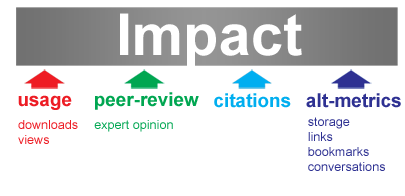 Impact
usage
downloads
views
peer-review
expert opinion
citations
alt-metrics
storage
links
bookmarks
conversations